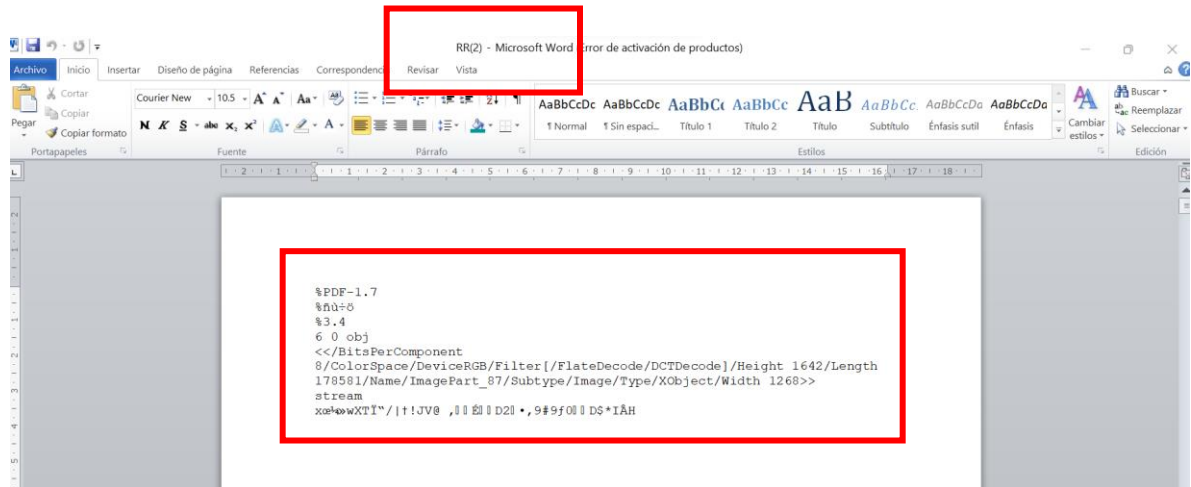 RR(2) - Microsoft Word (Error de activación de productos)
Archivo Inicio Insertar Diseño de página Referencias Correspondencia Revisar Vista
Pegar
Cortar
Copiar
Copiar formato
Portapapeles
Courier New 10.5
N K S abc x₂ x²
Fuente
Párrafo
AaBbCcDc AaBbCcDc AaBbCc AaBbCc AaB AaBbCc. AaBbCcDa AaBbCcDa
¶ Normal ¶ Sin espaci... Título 1 Título 2 Título Subtítulo Énfasis sutil Énfasis
Cambiar estilos
Estilos
Buscar
Reemplazar
Seleccionar
Edición
%PDF-1.7
%ñù÷ö
%3.4
6 0 obj
<</BitsPerComponent
8/ColorSpace/DeviceRGB/Filter[/FlateDecode/DCTDecode]/Height 1642/Length
178581/Name/ImagePart_87/Subtype/Image/Type/XObject/Width 1268>>
stream